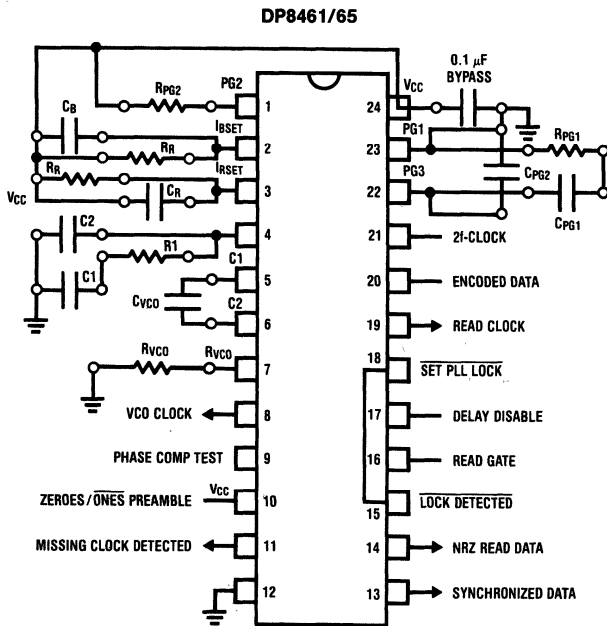 DP8461/65
0.1 μF
BYPASS
VCC
RPG2
PG2
1
24
CB
IBSET
2
PG1
23
RPG1
RR
IRSET
RR
3
PG3
22
CPG2
CPG1
VCC
CR
C2
4
21
2f-CLOCK
R1
C1
C1
5
20
ENCODED DATA
CVCO
C2
6
19
READ CLOCK
RVCO
RVCO
7
18
SET PLL LOCK
VCO CLOCK
8
17
DELAY DISABLE
PHASE COMP TEST
9
16
READ GATE
ZEROES/ONES PREAMBLE
VCC
10
15
LOCK DETECTED
MISSING CLOCK DETECTED
11
14
NRZ READ DATA
12
13
SYNCHRONIZED DATA